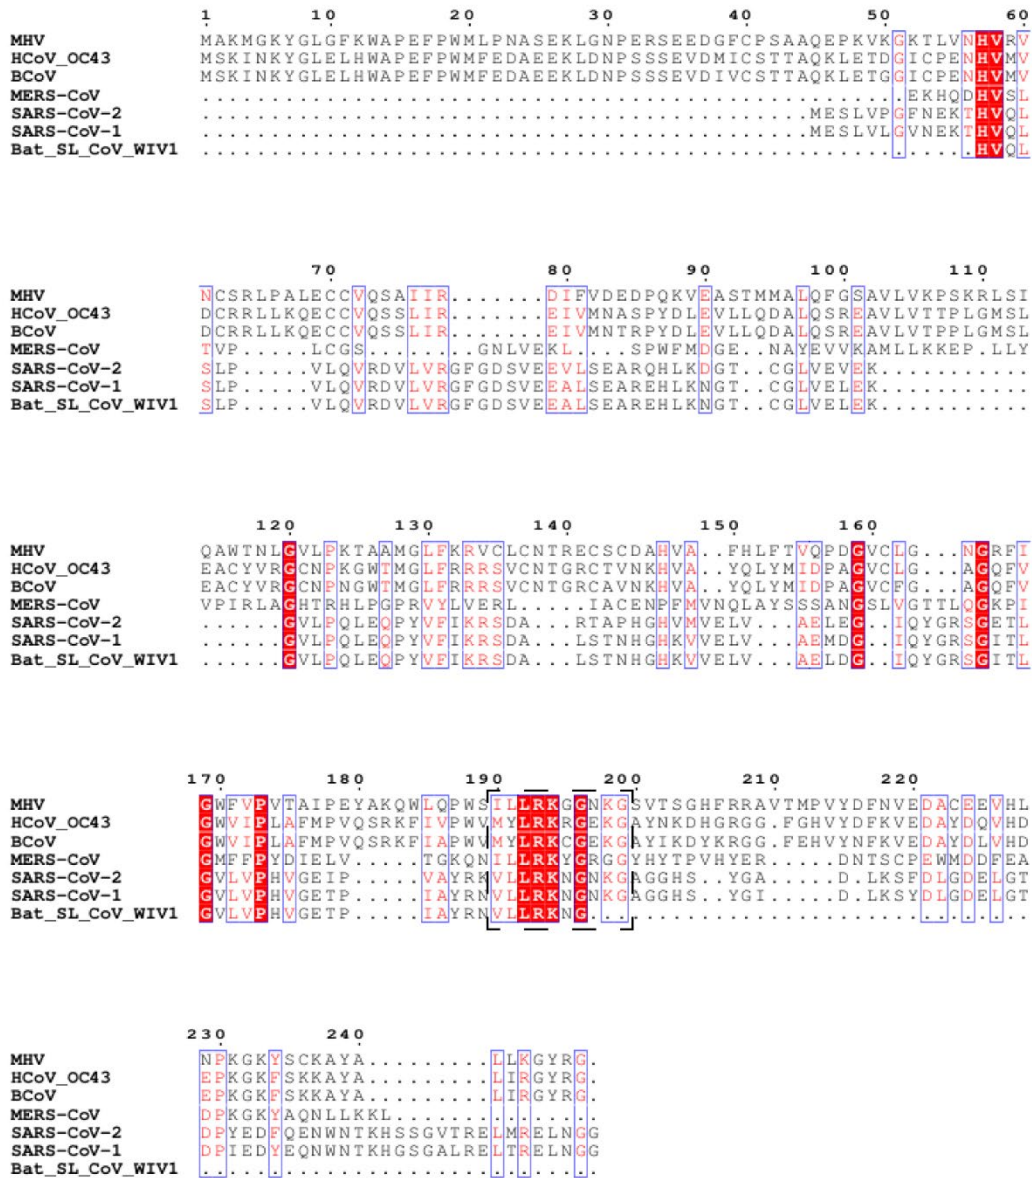 1 10 20 30 40 50 60
MHV MAKMGKYGLGFKWAPEFPWMLPNASEKLGNPERSEEDGFCPSAAQEPKVKGKTLVNHVRV
HCoV_OC43 MSKINKYGLELHWAPEFPWMFEDAEEKLDNPSSSEVDMICSTTAQKLETDGICPENHVMV
BCoV MSKINKYGLELHWAPEFPWMFEDAEEKLDNPSSSEVDIVCSTTAQKLETGGICPENHVMV
MERS-CoV ...................................................EKHQDHVSL
SARS-CoV-2 ............................................MESLVPGFNEKTHVQL
SARS-CoV-1 ............................................MESLVLGVNEKTHVQL
Bat_SL_CoV_WIV1 ........................................................HVQL
70 80 90 100 110
MHV NCSRLPALECCVQSAIIR.......DIFVDEDPQKVEASTMMALQFGSAVLVKPSKRLSI
HCoV_OC43 DCRRLLKQECCVQSSLIR.......EIVMNASPYDLEVLLQDALQSREAVLVTTPLGMSL
BCoV DCRRLLKQECCVQSSLIR.......EIVMNTRPYDLEVLLQDALQSREAVLVTPPLGMSL
MERS-CoV TVP.....LCGS........GNLVEKL...SPWFMDGE..NAYEVVKAMLLKKEP.LLY
SARS-CoV-2 SLP.....VLQVRDVLVRGFGDSVEEVLSEARQHLKDGT..CGLVEVEK...........
SARS-CoV-1 SLP.....VLQVRDVLVRGFGDSVEEALSEAREHLKNGT..CGLVELEK...........
Bat_SL_CoV_WIV1 SLP.....VLQVRDVLVRGFGDSVEEALSEAREHLKNGT..CGLVELEK...........
120 130 140 150 160
MHV QAWTNLGVLPKTAAMGLFKRVCLCNTRECSCDAHVA..FHLFTVQPDGVCLG...NGRFI
HCoV_OC43 EACYVRGCNPKGWTMGLFRRRSVCNTGRCTVNKHVA..YQLYMIDPAGVCLG...AGQFV
BCoV EACYVRGCNPNGWTMGLFRRRSVCNTGRCAVNKHVA..YQLYMIDPAGVCFG...AGQFV
MERS-CoV VPIRLAGHTRHLPGPRVYLVERL....IACENPFMVNQLAYSSSANGSLVGTTLQGKPI
SARS-CoV-2 ......GVLPQLEQPYVFIKRSDA...RTAPHGHVMVELV...AELEG..IQYGRSGETL
SARS-CoV-1 ......GVLPQLEQPYVFIKRSDA...LSTNHGHKVVELV...AEMDG..IQYGRSGITL
Bat_SL_CoV_WIV1 ......GVLPQLEQPYVFIKRSDA...LSTNHGHKVVELV...AELDG..IQYGRSGITL
170 180 190 200 210 220
MHV GWFVPVTAIPEYAKQWLQPWSILLRKGGNKGSVTSGHFRRAVTMPVYDFNVEDACEEVHL
HCoV_OC43 GWVIPLAFMPVQSRKFIVPWVMYLRKRGEKGAYNKDHGRGG.FGHVYDFKVEDAYDQVHD
BCoV GWVIPLAFMPVQSRKFIAPWVMYLRKCGEKGAYIKDYKRGG.FEHVYNFKVEDAYDLVHD
MERS-CoV GMFFPYDIELV.....TGKQNILLRKYGRGGYHYTPVHYER....DNTSCPEWMDDFEA
SARS-CoV-2 GVLVPHVGEIP.....VAYRKVLLRKNGNKGAGGHS..YGA....D.LKSFDLGDELGT
SARS-CoV-1 GVLVPHVGETP.....IAYRNVLLRKNGNKGAGGHS..YGI....D.LKSYDLGDELGT
Bat_SL_CoV_WIV1 GVLVPHVGETP.....IAYRNVLLRKNG...............................
230 240
MHV NPKGKYSCKAYA.........LLKGYRG.
HCoV_OC43 EPKGKFSKKAYA.........LIRGYRG.
BCoV EPKGKFSKKAYA.........LIRGYRG.
MERS-CoV DPKGKYAQNLLKKL...............
SARS-CoV-2 DPYEDFQENWNTKHSSGVTRELMRELNGG
SARS-CoV-1 DPIEDYEQNWNTKHGSGALRELTRELNGG
Bat_SL_CoV_WIV1 .............................